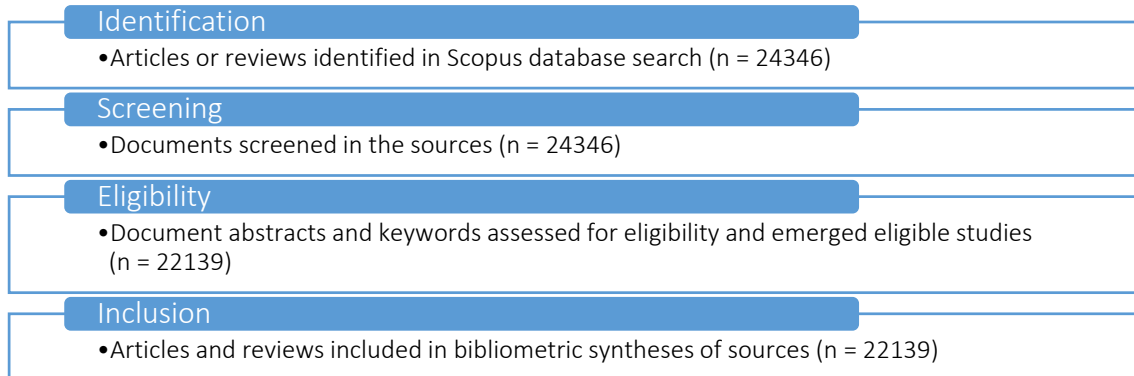 Identification
•Articles or reviews identified in Scopus database search (n = 24346)
Screening
•Documents screened in the sources (n = 24346)
Eligibility
•Document abstracts and keywords assessed for eligibility and emerged eligible studies
(n = 22139)
Inclusion
•Articles and reviews included in bibliometric syntheses of sources (n = 22139)